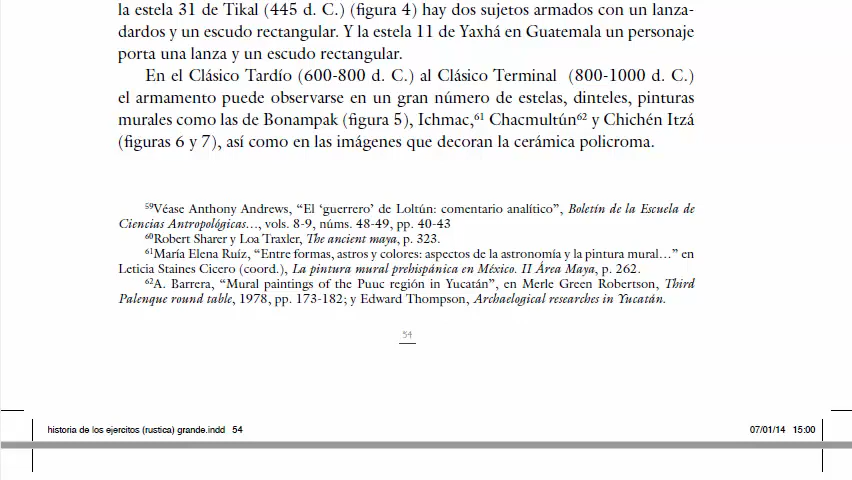 la estela 31 de Tikal (445 d. C.) (figura 4) hay dos sujetos armados con un lanza-
dardos y un escudo rectangular. Y la estela 11 de Yaxhá en Guatemala un personaje
porta una lanza y un escudo rectangular.
En el Clásico Tardío (600-800 d. C.) al Clásico Terminal (800-1000 d. C.)
el armamento puede observarse en un gran número de estelas, dinteles, pinturas
murales como las de Bonampak (figura 5), Ichmac,⁶¹ Chacmultún⁶² y Chichén Itzá
(figuras 6 y 7), así como en las imágenes que decoran la cerámica policroma.
⁵⁹Véase Anthony Andrews, “El ‘guerrero’ de Loltún: comentario analítico”, Boletín de la Escuela de
Ciencias Antropológicas…, vols. 8-9, núms. 48-49, pp. 40-43
⁶⁰Robert Sharer y Loa Traxler, The ancient maya, p. 323.
⁶¹María Elena Ruíz, “Entre formas, astros y colores: aspectos de la astronomía y la pintura mural…” en
Leticia Staines Cicero (coord.), La pintura mural prehispánica en México. II Área Maya, p. 262.
⁶²A. Barrera, “Mural paintings of the Puuc región in Yucatán”, en Merle Green Robertson, Third
Palenque round table, 1978, pp. 173-182; y Edward Thompson, Archaelogical researches in Yucatán.
54
historia de los ejercitos (rustica) grande.indd 54
07/01/14 15:00